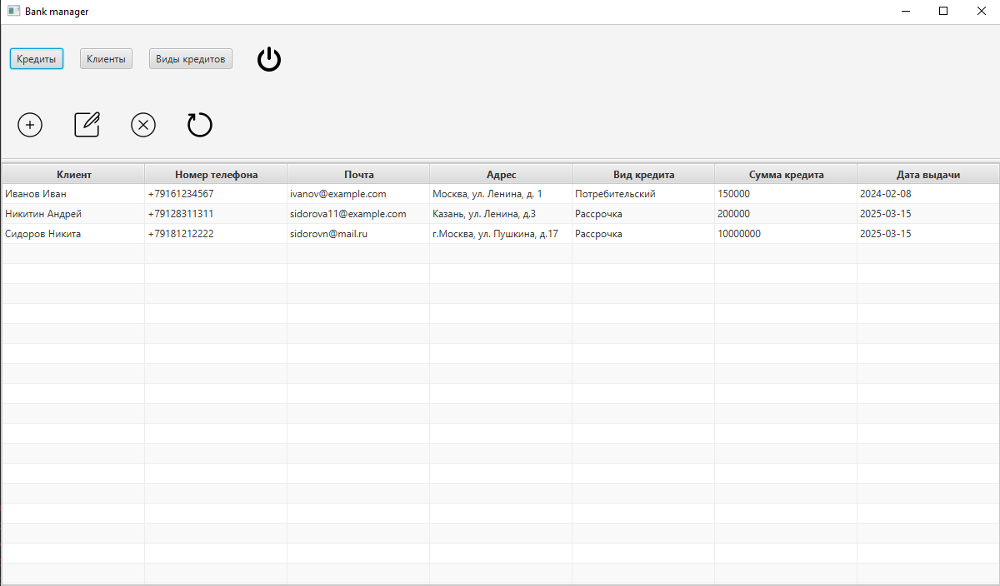 Bank manager
Кредиты Клиенты Виды кредитов
Клиент Номер телефона Почта Адрес Вид кредита Сумма кредита Дата выдачи
Иванов Иван +79161234567 ivanov@example.com Москва, ул. Ленина, д. 1 Потребительский 150000 2024-02-08
Никитин Андрей +79128311311 sidorova11@example.com Казань, ул. Ленина, д.3 Рассрочка 200000 2025-03-15
Сидоров Никита +79181212222 sidorovn@mail.ru г.Москва, ул. Пушкина, д.17 Рассрочка 10000000 2025-03-15